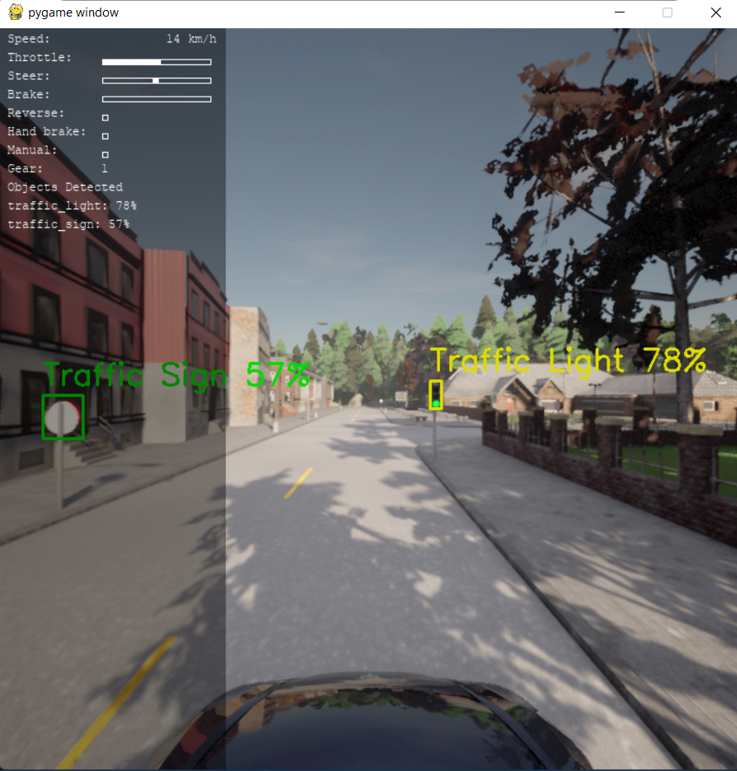 pygame window
Speed: 14 km/h
Throttle:
Steer:
Brake:
Reverse:
Hand brake:
Manual:
Gear: 1
Objects Detected
traffic_light: 78%
traffic_sign: 57%
Traffic Light 78%
Traffic Sign 57%